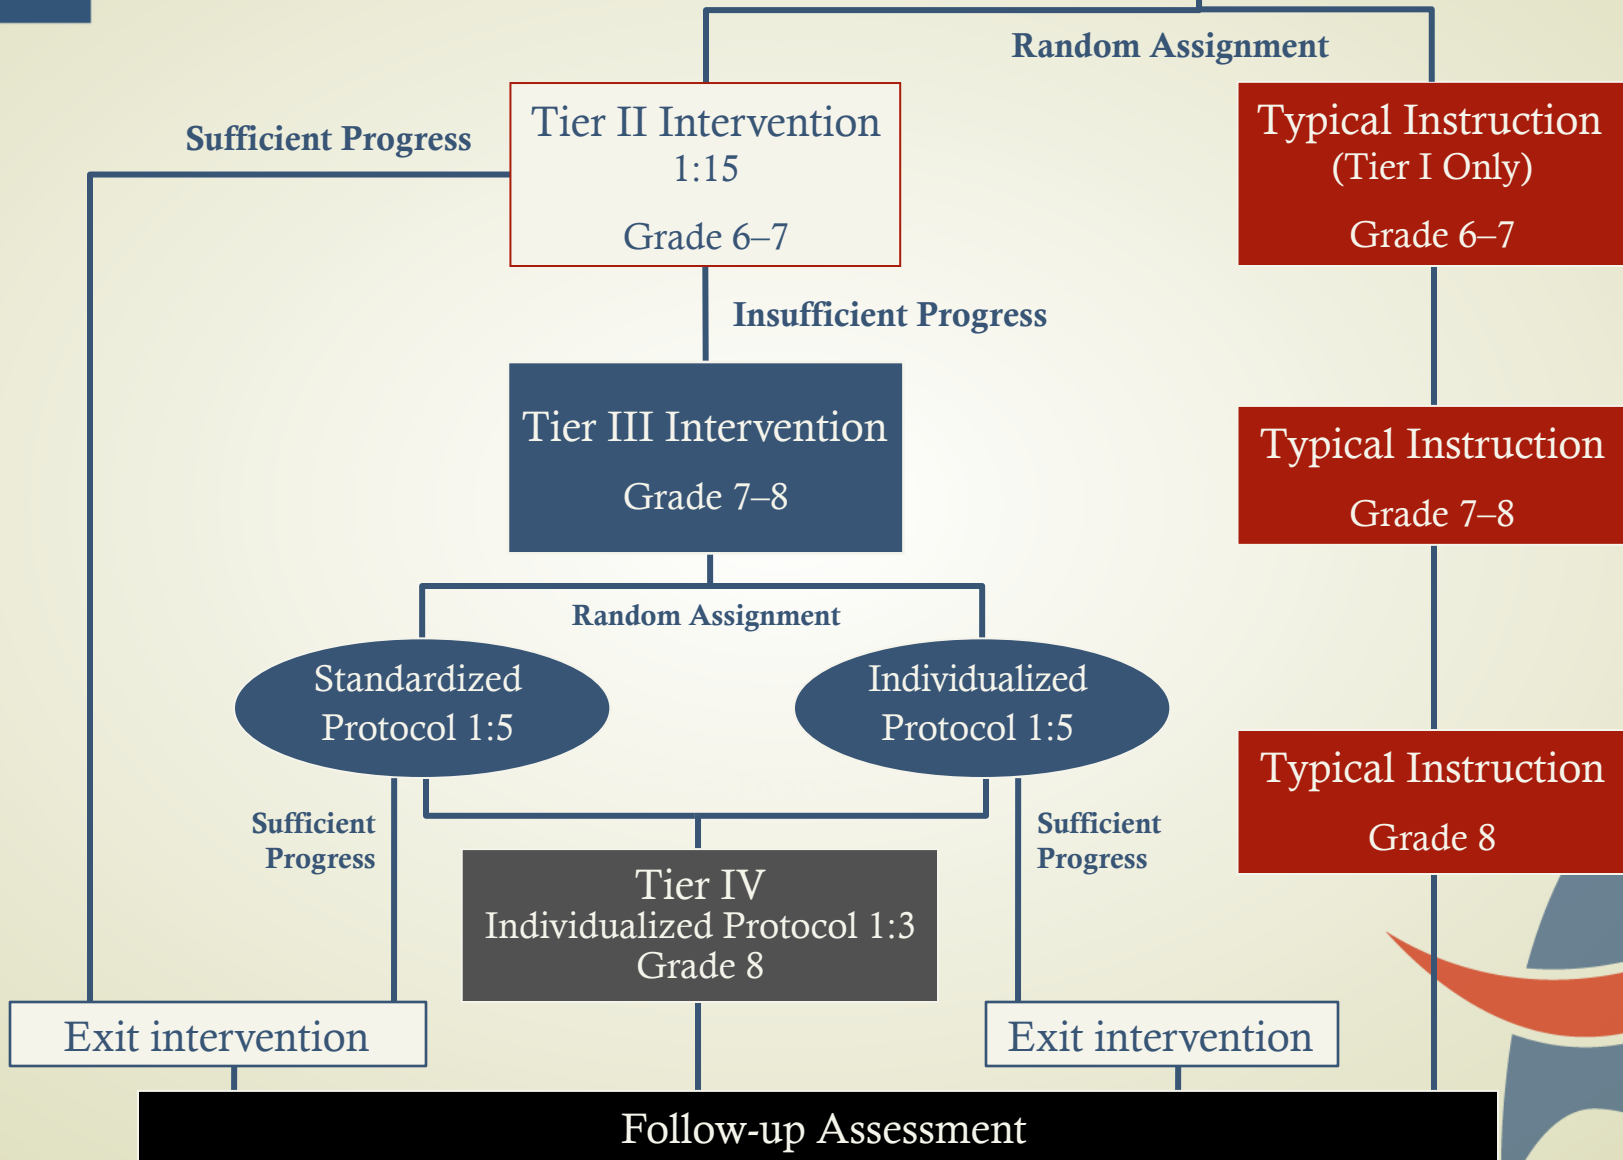 Random Assignment
Sufficient Progress
Tier II Intervention
1:15
Grade 6–7
Typical Instruction
(Tier I Only)
Grade 6–7
Insufficient Progress
Tier III Intervention
Grade 7–8
Typical Instruction
Grade 7–8
Random Assignment
Standardized
Protocol 1:5
Individualized
Protocol 1:5
Typical Instruction
Grade 8
Sufficient
Progress
Tier IV
Individualized Protocol 1:3
Grade 8
Sufficient
Progress
Exit intervention
Exit intervention
Follow-up Assessment